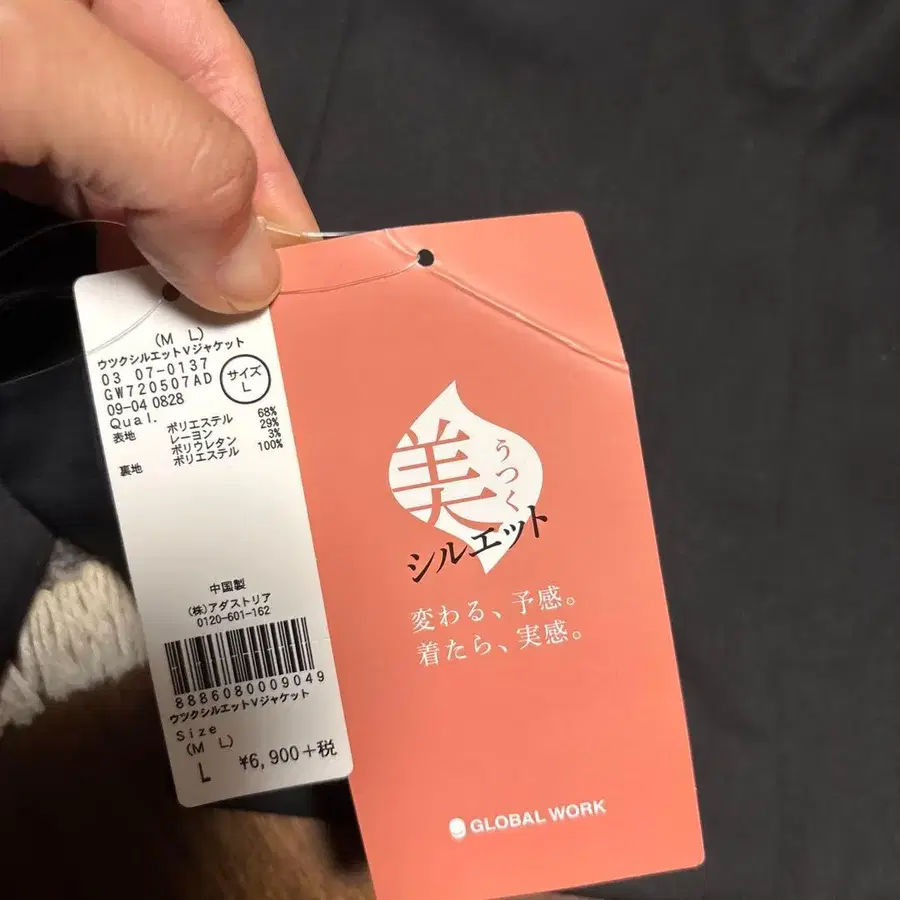 (M L)
ウツクシルエットVジャケット
03 07-0137
GW720507AD
サイズ
L
09-04 0828
Qual.
表地 ポリエステル 68%
レーヨン 29%
ポリウレタン 3%
裏地 ポリエステル 100%
中国製
(株)アダストリア
0120-601-162
8886080009049
ウツクシルエットVジャケット
Size
(M L)
L ¥6,900+税
美
うつく
シルエット
変わる、予感。
着たら、実感。
GLOBAL WORK